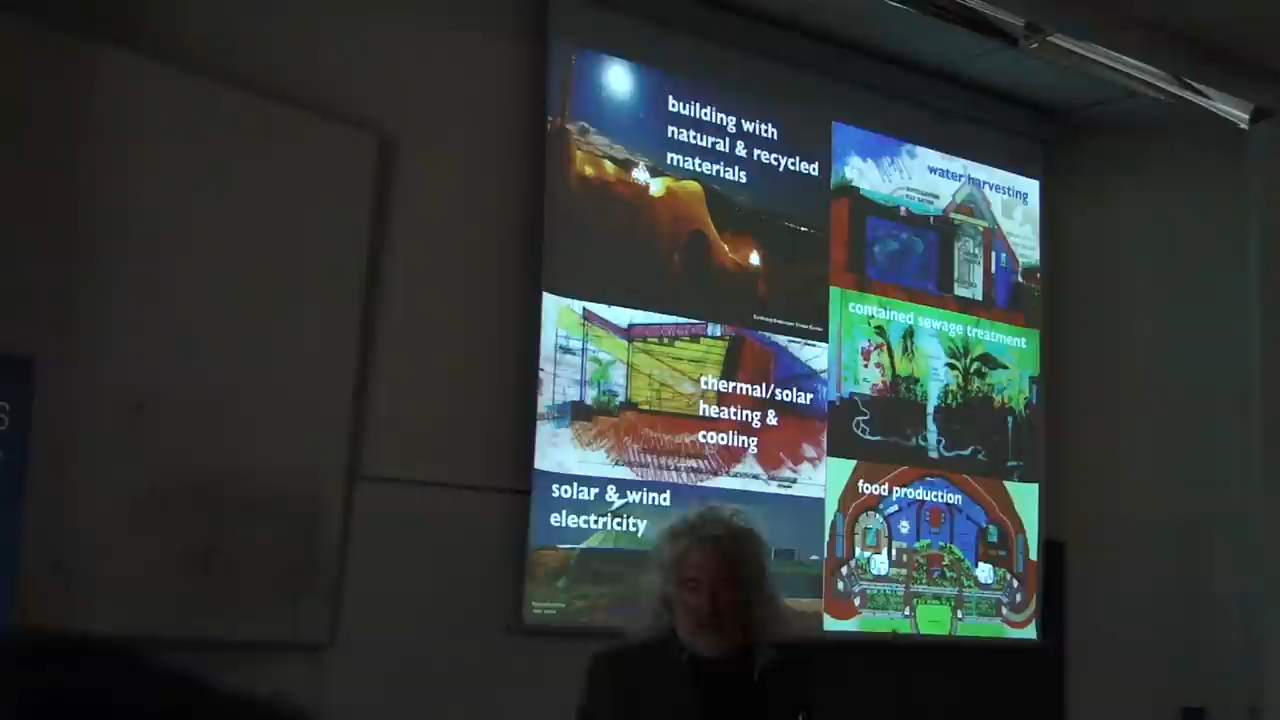 building with
natural & recycled
materials
water harvesting
contained sewage treatment
thermal/solar
heating &
cooling
solar & wind
electricity
food production
S